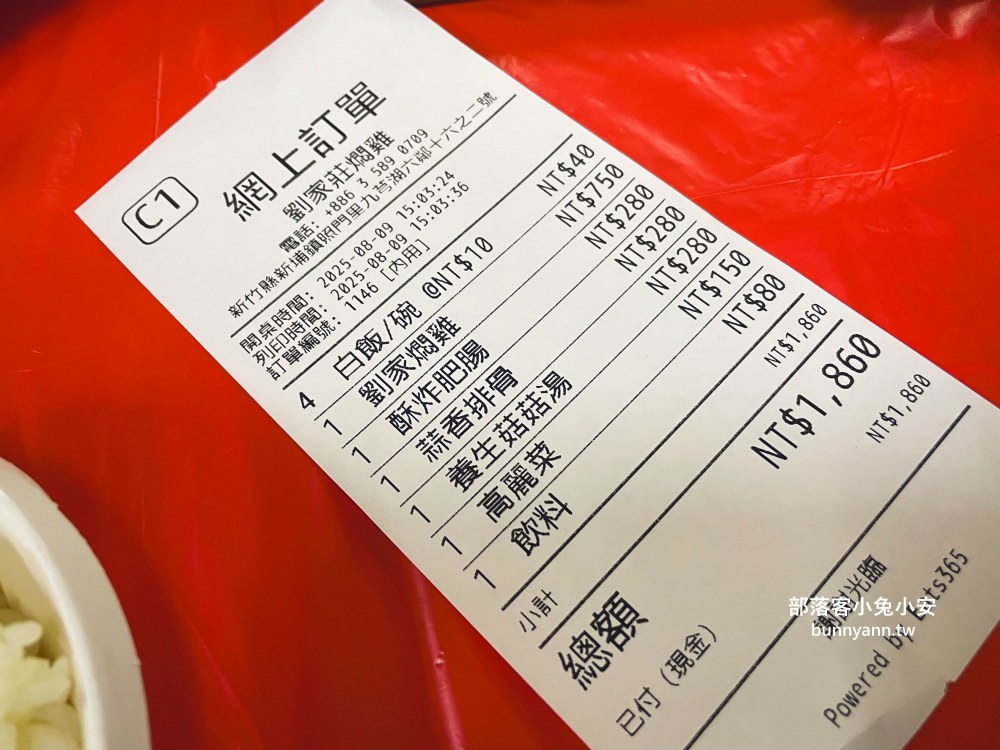 C1
網上訂單
劉家莊燜雞
電話: +886 3 589 0709
新竹縣新埔鎮照門里九芎湖六鄰十六之二號
開桌時間: 2025-08-09 15:03:24
列印時間: 2025-08-09 15:03:36
訂單編號: 1146 [內用]
4 白飯/碗 @NT$10 NT$40
1 劉家燜雞 NT$750
1 酥炸肥腸 NT$280
1 蒜香排骨 NT$280
1 養生菇菇湯 NT$280
1 高麗菜 NT$150
1 飲料 NT$80
小計 NT$1,860
總額 NT$1,860
已付 (現金) NT$1,860
謝謝光臨
Powered by Eats365
部落客小兔小安
bunnyann.tw